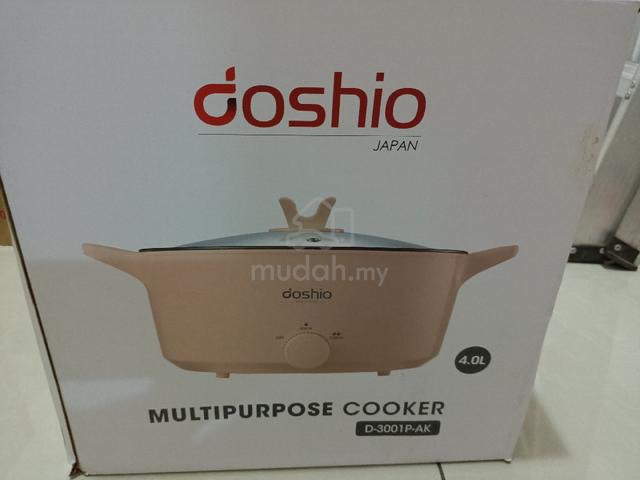 doshio
JAPAN
mudah.my
doshio
4.0L
MULTIPURPOSE COOKER
D-3001P-AK